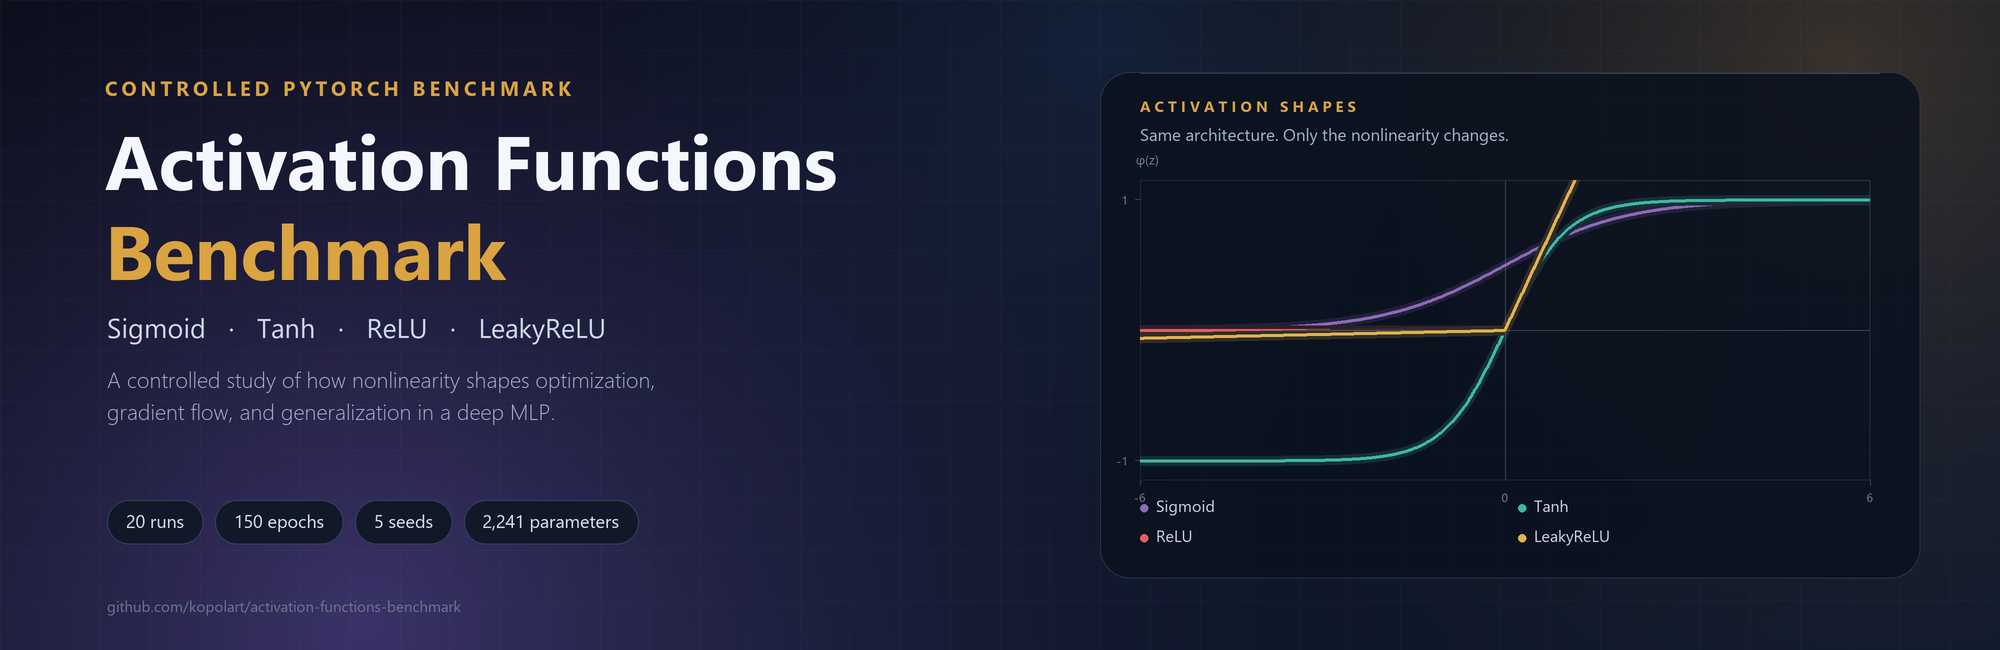 CONTROLLED PYTORCH BENCHMARK
Activation Functions
Benchmark
Sigmoid · Tanh · ReLU · LeakyReLU
A controlled study of how nonlinearity shapes optimization,
gradient flow, and generalization in a deep MLP.
20 runs 150 epochs 5 seeds 2,241 parameters
github.com/kopolart/activation-functions-benchmark
ACTIVATION SHAPES
Same architecture. Only the nonlinearity changes.
φ(z)
1
-1
-6 0 6
Sigmoid Tanh
ReLU LeakyReLU